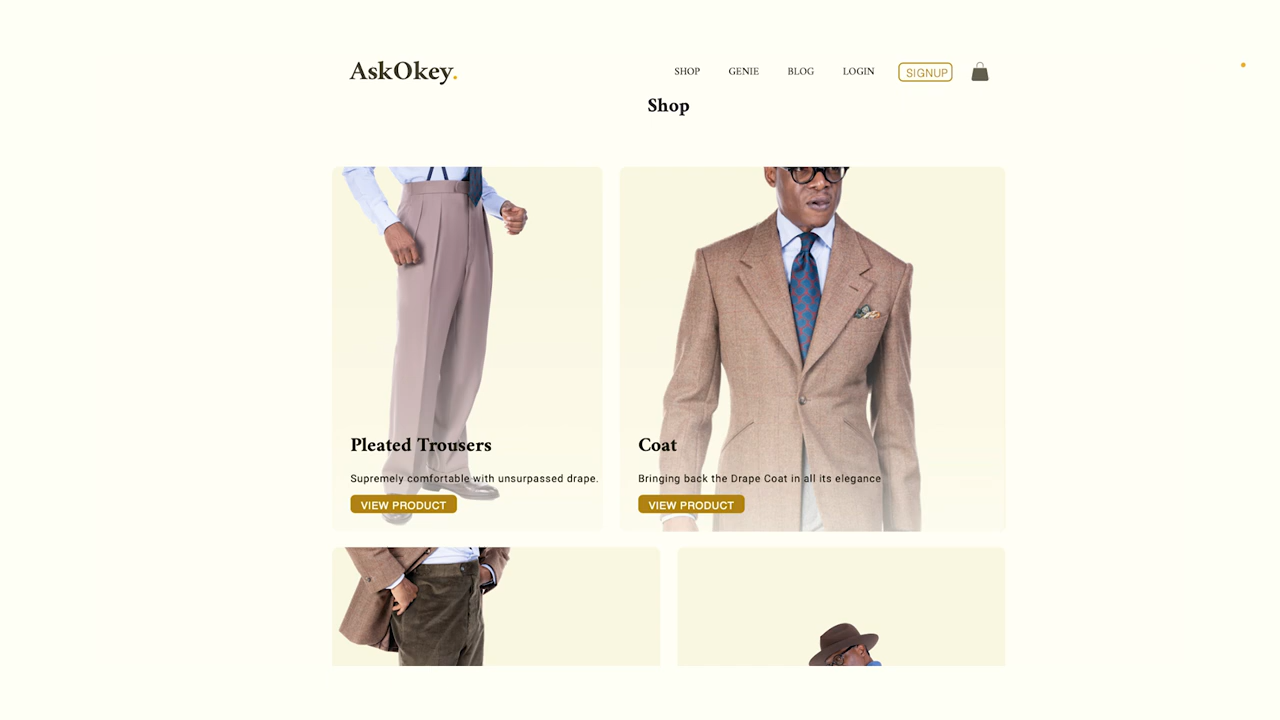 AskOkey.
SHOP GENIE BLOG LOGIN SIGNUP
Shop
Pleated Trousers
Supremely comfortable with unsurpassed drape.
VIEW PRODUCT
Coat
Bringing back the Drape Coat in all its elegance
VIEW PRODUCT